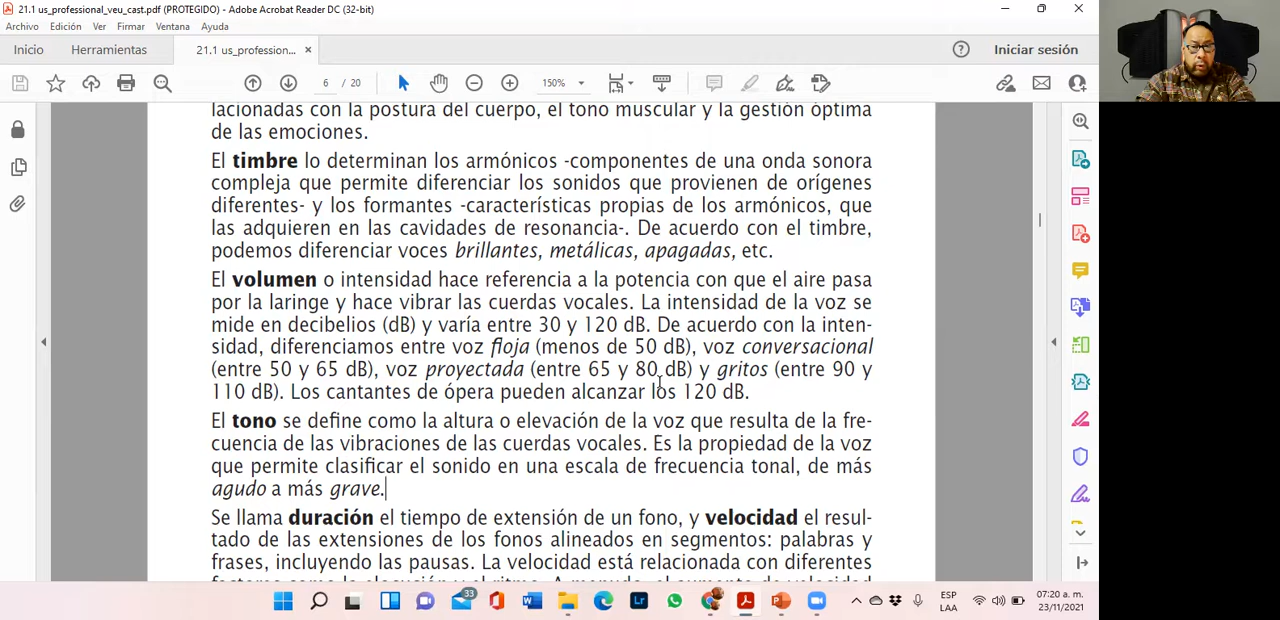 21.1 us_professional_veu_cast.pdf (PROTEGIDO) - Adobe Acrobat Reader DC (32-bit)
Archivo Edición Ver Firmar Ventana Ayuda
Inicio Herramientas 21.1 us_profession... × Iniciar sesión
6 / 20 150%
lacionadas con la postura del cuerpo, el tono muscular y la gestión óptima
de las emociones.
El timbre lo determinan los armónicos -componentes de una onda sonora
compleja que permite diferenciar los sonidos que provienen de orígenes
diferentes- y los formantes -características propias de los armónicos, que
las adquieren en las cavidades de resonancia-. De acuerdo con el timbre,
podemos diferenciar voces brillantes, metálicas, apagadas, etc.
El volumen o intensidad hace referencia a la potencia con que el aire pasa
por la laringe y hace vibrar las cuerdas vocales. La intensidad de la voz se
mide en decibelios (dB) y varía entre 30 y 120 dB. De acuerdo con la inten-
sidad, diferenciamos entre voz floja (menos de 50 dB), voz conversacional
(entre 50 y 65 dB), voz proyectada (entre 65 y 80 dB) y gritos (entre 90 y
110 dB). Los cantantes de ópera pueden alcanzar los 120 dB.
El tono se define como la altura o elevación de la voz que resulta de la fre-
cuencia de las vibraciones de las cuerdas vocales. Es la propiedad de la voz
que permite clasificar el sonido en una escala de frecuencia tonal, de más
agudo a más grave.
Se llama duración el tiempo de extensión de un fono, y velocidad el resul-
tado de las extensiones de los fonos alineados en segmentos: palabras y
frases, incluyendo las pausas. La velocidad está relacionada con diferentes
factores como la elocución y el ritmo. A menudo, el aumento de velocidad
33 ESP 07:20 a. m.
LAA 23/11/2021